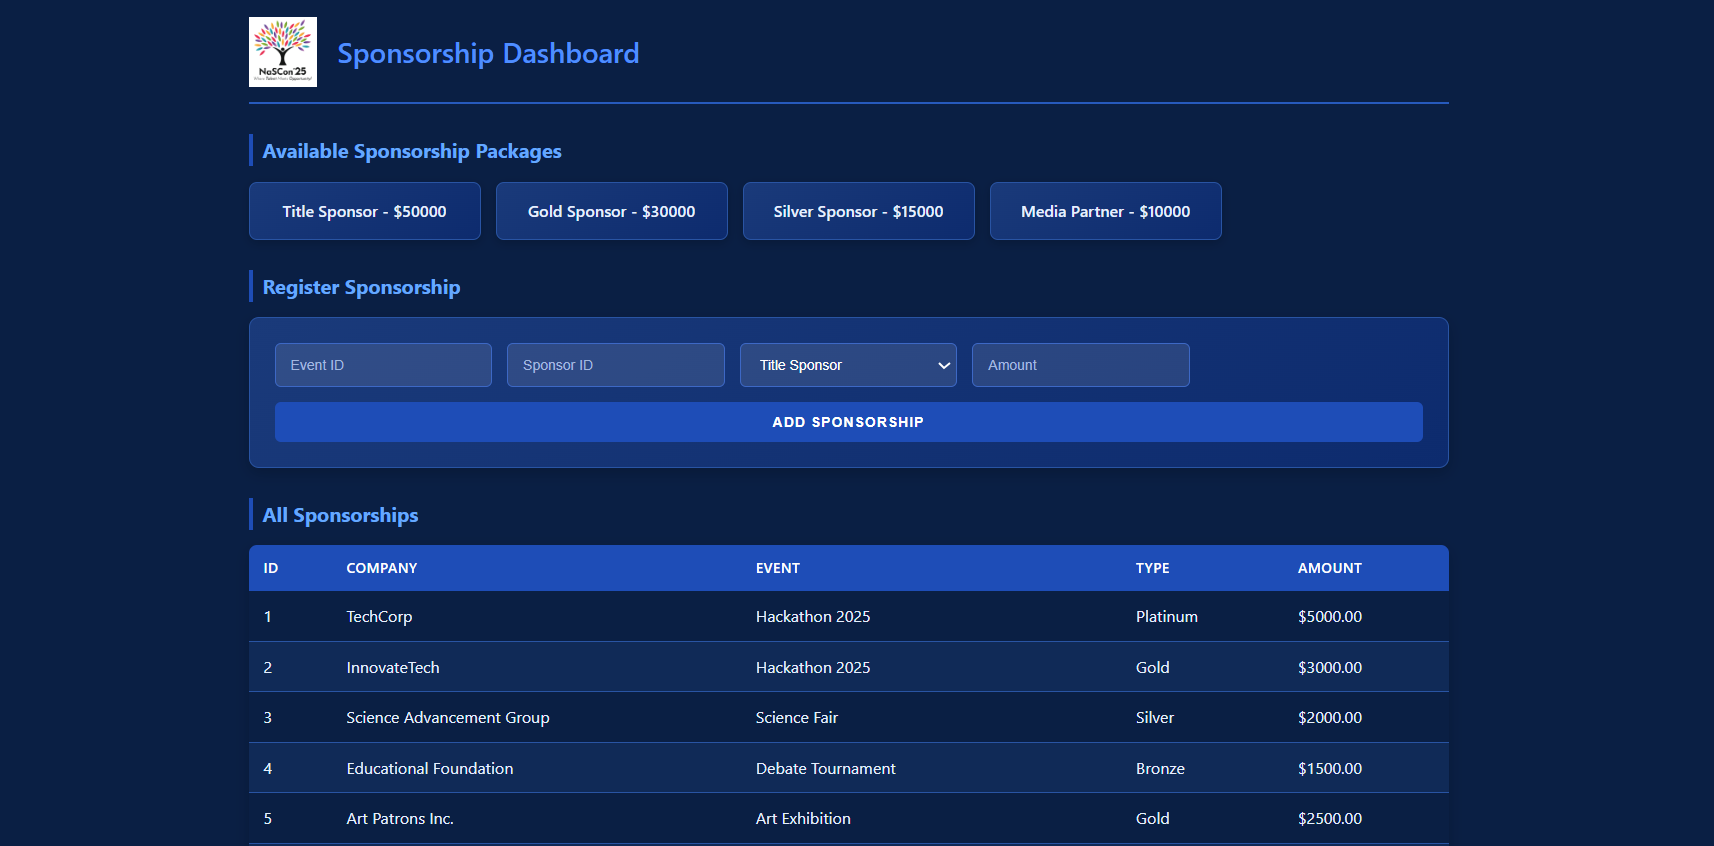 NaSCon'25
Where Talent Meets Opportunity!
Sponsorship Dashboard
Available Sponsorship Packages
Title Sponsor - $50000
Gold Sponsor - $30000
Silver Sponsor - $15000
Media Partner - $10000
Register Sponsorship
Event ID
Sponsor ID
Title Sponsor
Amount
ADD SPONSORSHIP
All Sponsorships
ID COMPANY EVENT TYPE AMOUNT
1 TechCorp Hackathon 2025 Platinum $5000.00
2 InnovateTech Hackathon 2025 Gold $3000.00
3 Science Advancement Group Science Fair Silver $2000.00
4 Educational Foundation Debate Tournament Bronze $1500.00
5 Art Patrons Inc. Art Exhibition Gold $2500.00